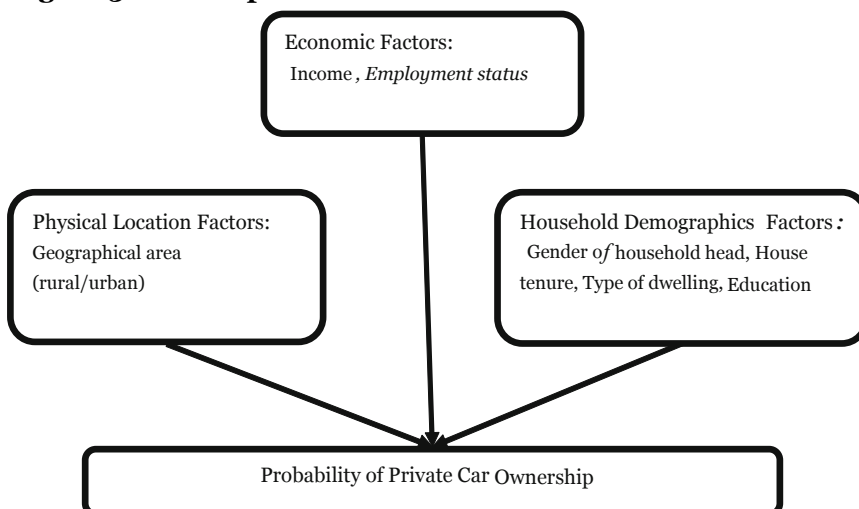 Economic Factors:
Income, Employment status
Physical Location Factors:
Geographical area
(rural/urban)
Household Demographics Factors:
Gender of household head, House
tenure, Type of dwelling, Education
Probability of Private Car Ownership